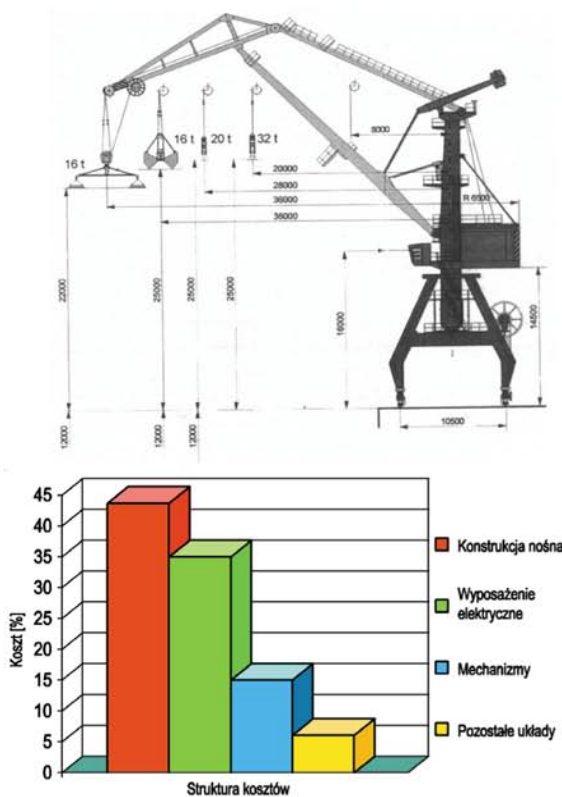 16 t
16 t
20 t
32 t
8000
20000
28000
36000
R 6500
36000
22000
25000
25000
25000
16000
14500
12000
12000
12000
10500
45
40
35
30
25
20
15
10
5
0
Koszt [%]
Struktura kosztów
Konstrukcja nośna
Wyposażenie
elektryczne
Mechanizmy
Pozostałe układy